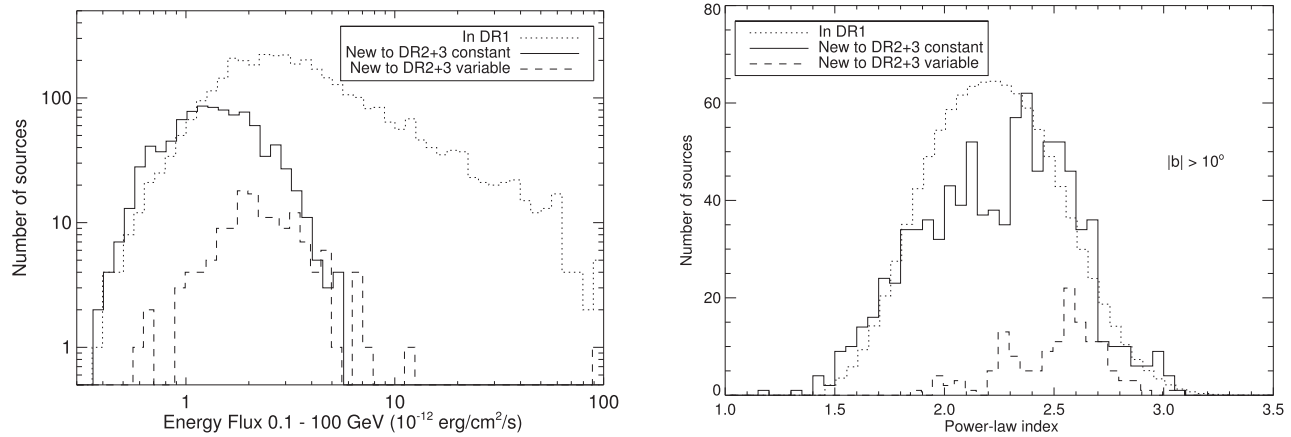 In DR1
New to DR2+3 constant
New to DR2+3 variable
100
10
1
Number of sources
1 10 100
Energy Flux 0.1 - 100 GeV (10⁻¹² erg/cm²/s)
80
In DR1
New to DR2+3 constant
New to DR2+3 variable
60
|b| > 10°
40
20
0
Number of sources
1.0 1.5 2.0 2.5 3.0 3.5
Power-law index